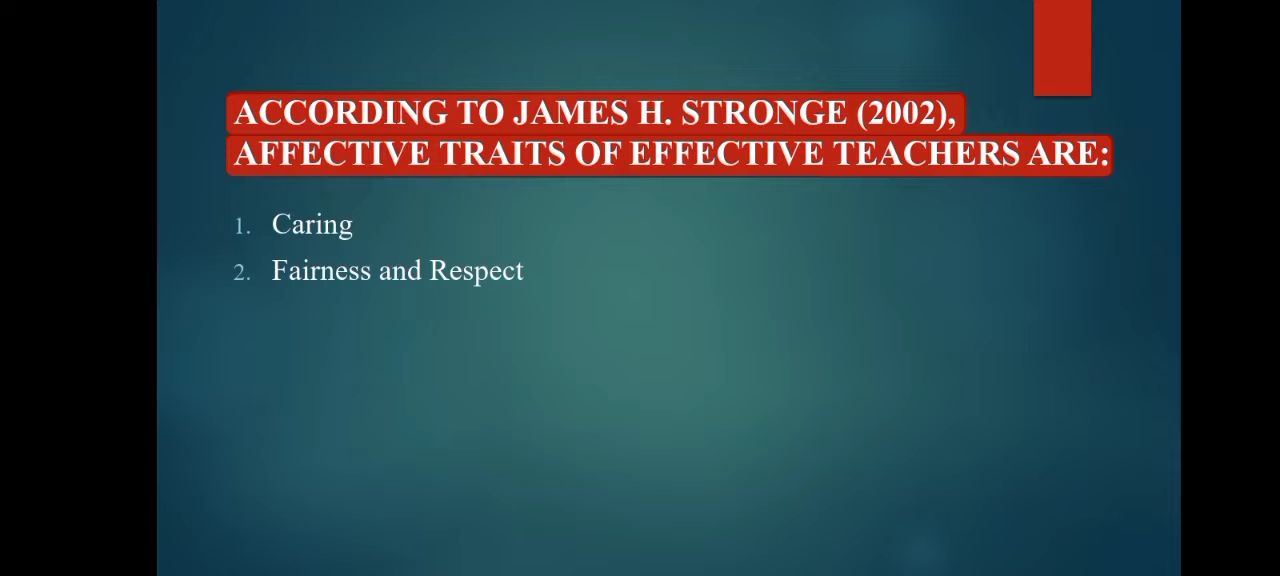 ACCORDING TO JAMES H. STRONGE (2002),
AFFECTIVE TRAITS OF EFFECTIVE TEACHERS ARE:
1. Caring
2. Fairness and Respect